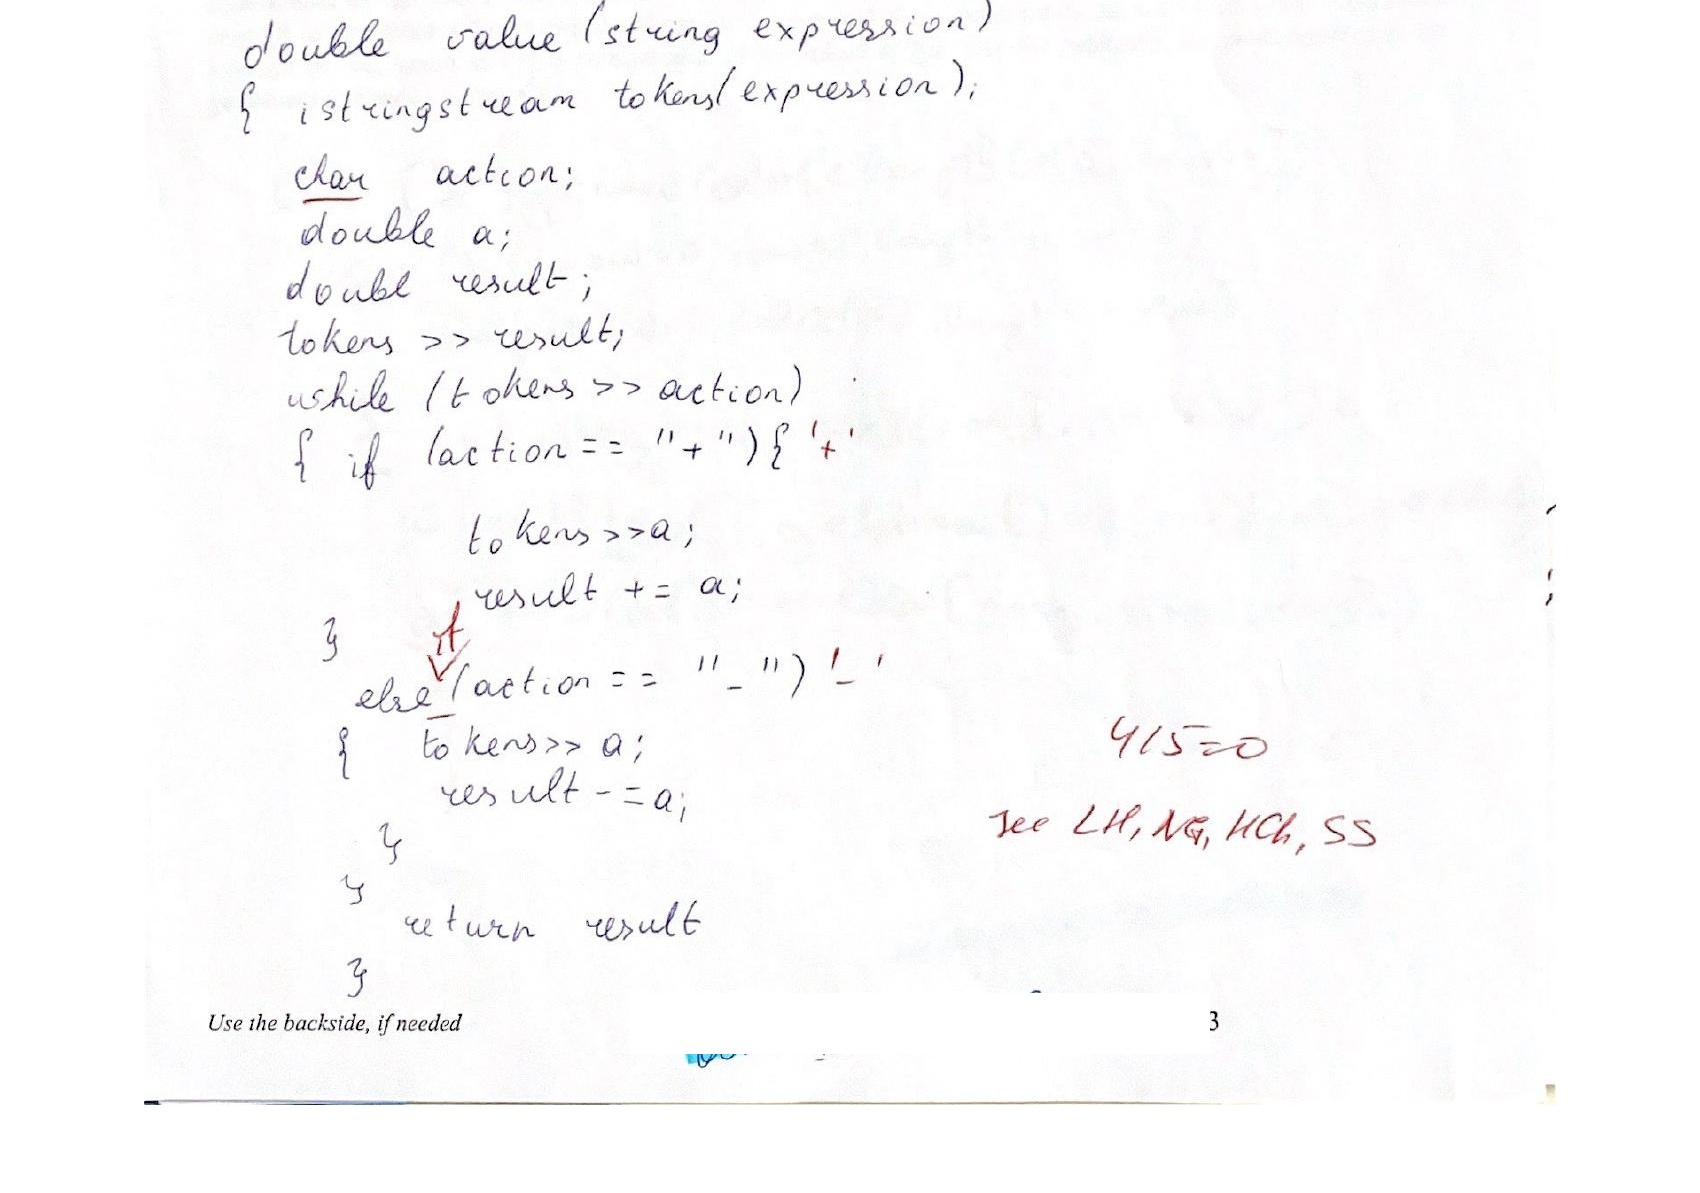 double value (string expression)
{ istringstream tokens(expression);
char action;
double a;
double result;
tokens >> result;
while (tokens >> action)
{ if (action == "+"){ '+'
tokens >>a;
result += a;
}
if
else (action == "-") '-'
{ tokens>> a;
result -=a;
}
}
return result
}
4/5=0
see LH, NG, HCh, SS
Use the backside, if needed 3